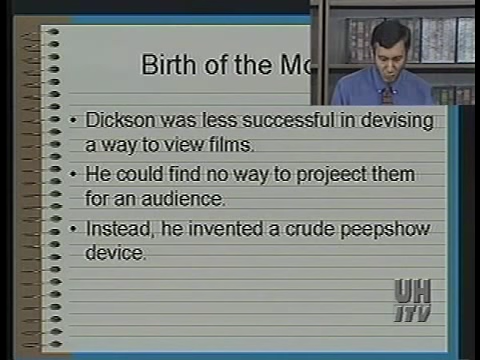 Birth of the Mo
• Dickson was less successful in devising
a way to view films.
• He could find no way to projeect them
for an audience.
• Instead, he invented a crude peepshow
device.
UH
ITV